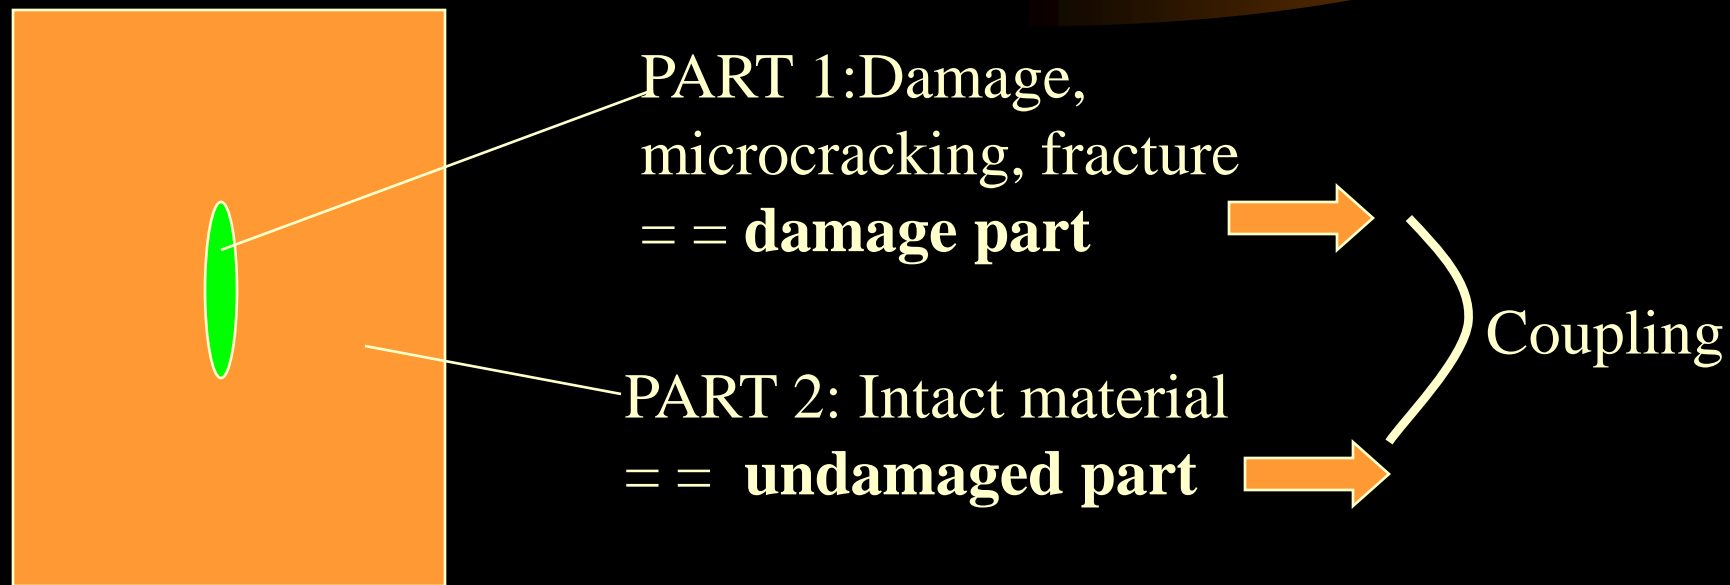 PART 1:Damage,
microcracking, fracture
= = damage part
Coupling
PART 2: Intact material
= = undamaged part